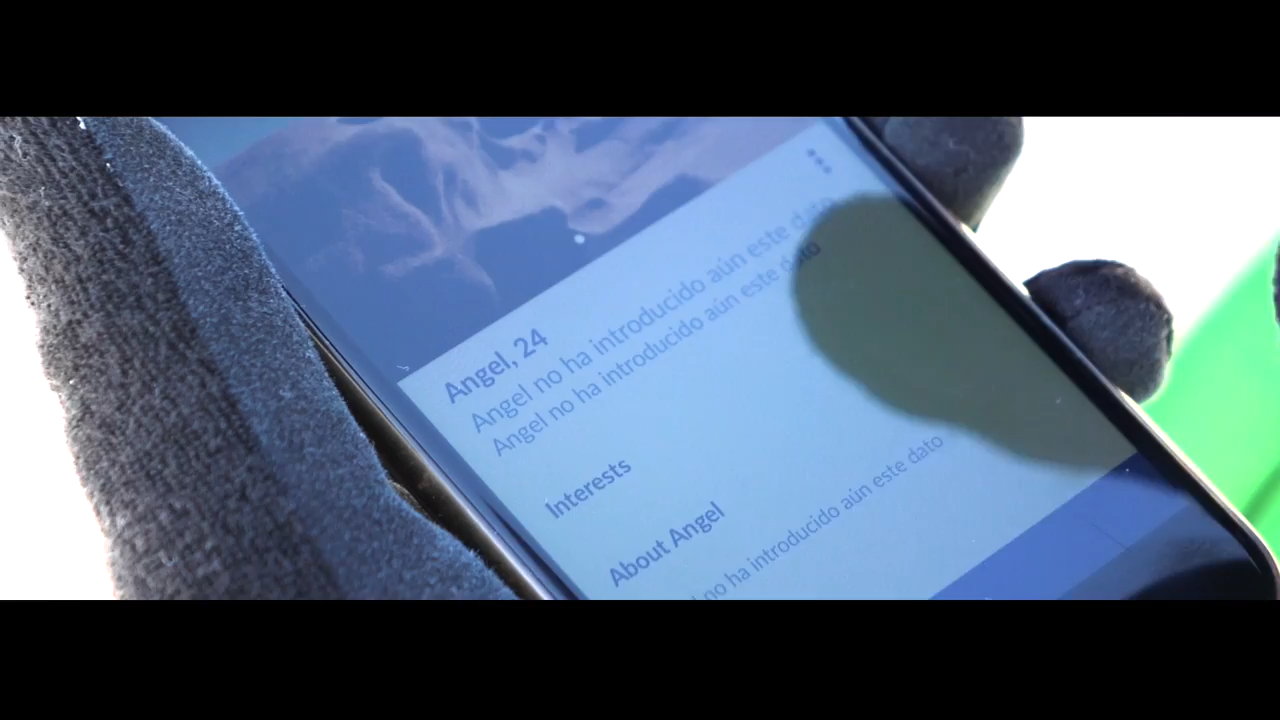 Angel, 24
Angel no ha introducido aún este dato
Angel no ha introducido aún este dato
Interests
About Angel
no ha introducido aún este dato